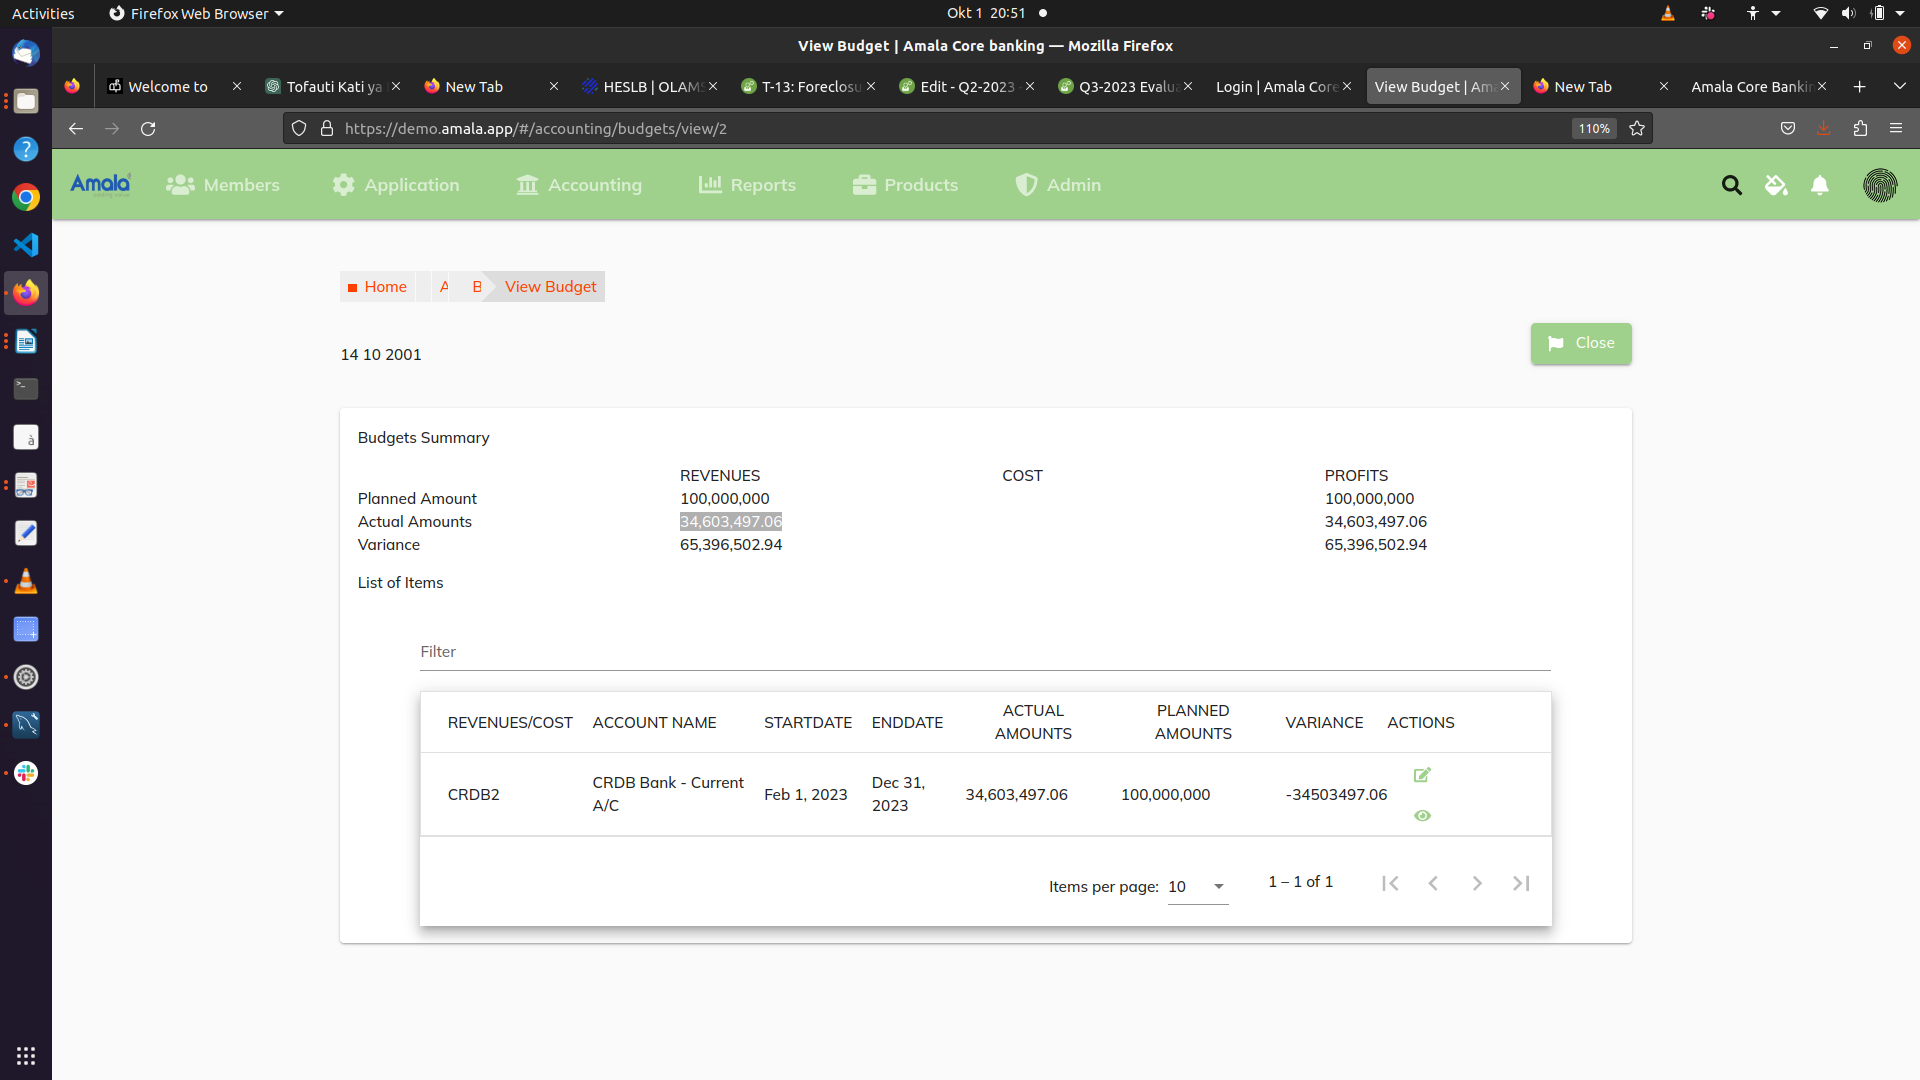 Activities
Firefox Web Browser
Okt 1 20:51
View Budget | Amala Core banking — Mozilla Firefox
Welcome to
Tofauti Kati ya
New Tab
HESLB | OLAMS
T-13: Foreclosu
Edit - Q2-2023 -
Q3-2023 Evalua
Login | Amala Core
View Budget | Ama
New Tab
Amala Core Bankin
https://demo.amala.app/#/accounting/budgets/view/2
110%
Amala
Members
Application
Accounting
Reports
Products
Admin
Home
A
B
View Budget
14 10 2001
Close
Budgets Summary
REVENUES COST PROFITS
Planned Amount 100,000,000 100,000,000
Actual Amounts 34,603,497.06 34,603,497.06
Variance 65,396,502.94 65,396,502.94
List of Items
Filter
REVENUES/COST ACCOUNT NAME STARTDATE ENDDATE ACTUAL AMOUNTS PLANNED AMOUNTS VARIANCE ACTIONS
CRDB2 CRDB Bank - Current A/C Feb 1, 2023 Dec 31, 2023 34,603,497.06 100,000,000 -34503497.06
Items per page: 10 1 – 1 of 1